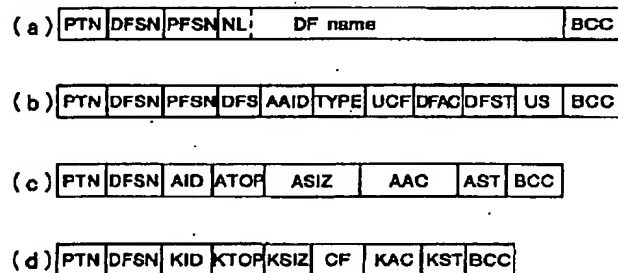 (a) PTN DFSN PFSN NL DF name BCC
(b) PTN DFSN PFSN DFS AAID TYPE UCF DFAC DFST US BCC
(c) PTN DFSN AID ATOP ASIZ AAC AST BCC
(d) PTN DFSN KID KTOP KSIZ CF KAC KST BCC